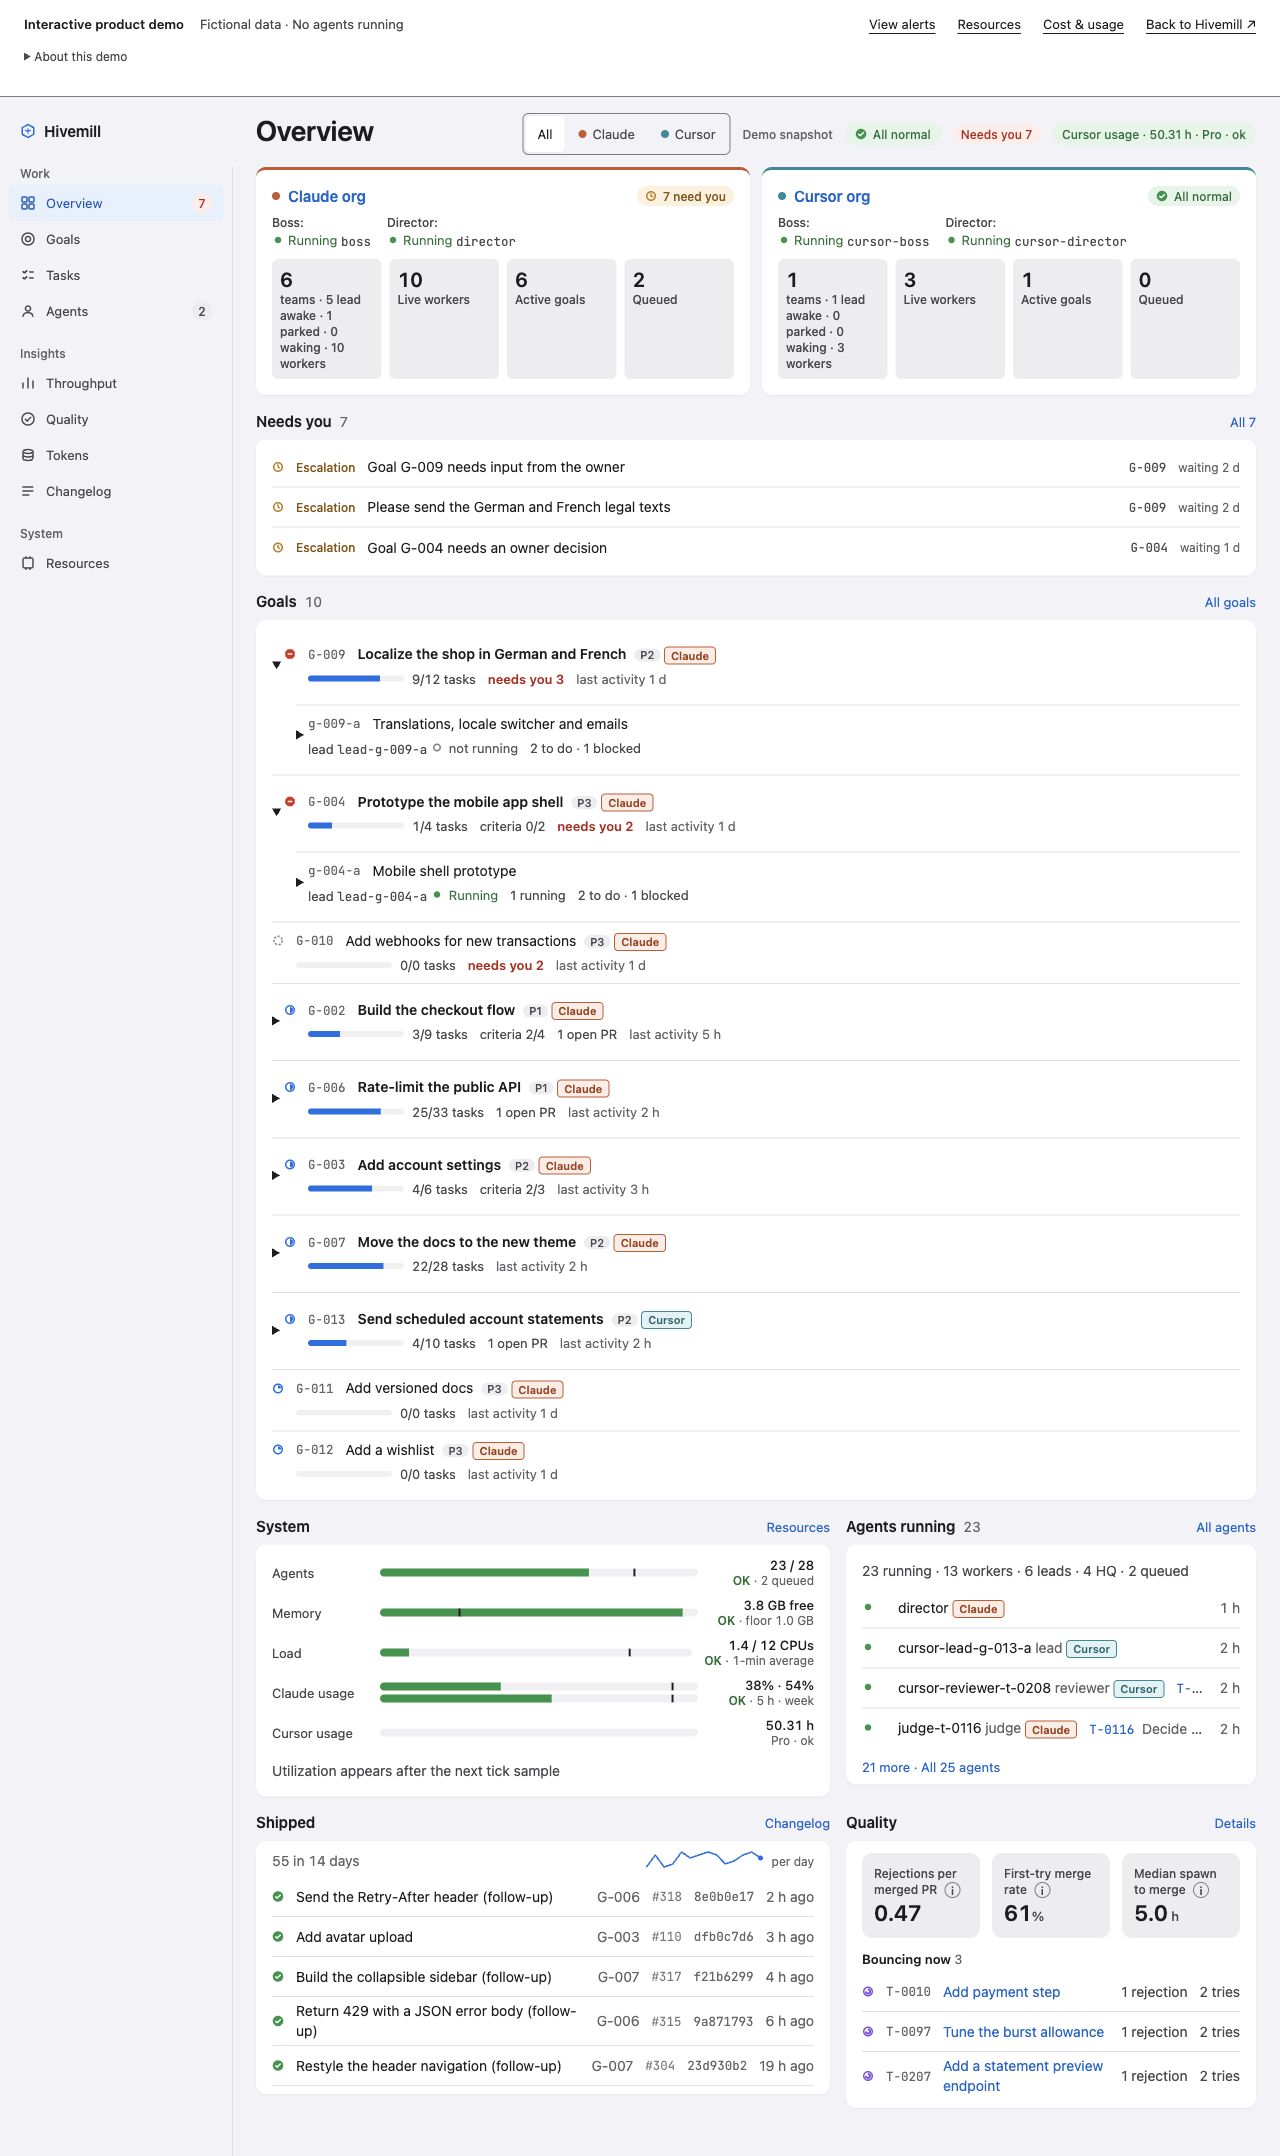 Interactive product demo Fictional data · No agents running View alerts Resources Cost & usage Back to Hivemill ↗
▶ About this demo
Hivemill
Work
Overview 7
Goals
Tasks
Agents 2
Insights
Throughput
Quality
Tokens
Changelog
System
Resources
Overview All Claude Cursor Demo snapshot All normal Needs you 7 Cursor usage · 50.31 h · Pro · ok
Claude org 7 need you
Boss: Director:
Running boss Running director
6
teams · 5 lead
awake · 1
parked · 0
waking · 10
workers
10
Live workers
6
Active goals
2
Queued
Cursor org All normal
Boss: Director:
Running cursor-boss Running cursor-director
1
teams · 1 lead
awake · 0
parked · 0
waking · 3
workers
3
Live workers
1
Active goals
0
Queued
Needs you 7 All 7
Escalation Goal G-009 needs input from the owner G-009 waiting 2 d
Escalation Please send the German and French legal texts G-009 waiting 2 d
Escalation Goal G-004 needs an owner decision G-004 waiting 1 d
Goals 10 All goals
G-009 Localize the shop in German and French P2 Claude
9/12 tasks needs you 3 last activity 1 d
g-009-a Translations, locale switcher and emails
lead lead-g-009-a not running 2 to do · 1 blocked
G-004 Prototype the mobile app shell P3 Claude
1/4 tasks criteria 0/2 needs you 2 last activity 1 d
g-004-a Mobile shell prototype
lead lead-g-004-a Running 1 running 2 to do · 1 blocked
G-010 Add webhooks for new transactions P3 Claude
0/0 tasks needs you 2 last activity 1 d
G-002 Build the checkout flow P1 Claude
3/9 tasks criteria 2/4 1 open PR last activity 5 h
G-006 Rate-limit the public API P1 Claude
25/33 tasks 1 open PR last activity 2 h
G-003 Add account settings P2 Claude
4/6 tasks criteria 2/3 last activity 3 h
G-007 Move the docs to the new theme P2 Claude
22/28 tasks last activity 2 h
G-013 Send scheduled account statements P2 Cursor
4/10 tasks 1 open PR last activity 2 h
G-011 Add versioned docs P3 Claude
0/0 tasks last activity 1 d
G-012 Add a wishlist P3 Claude
0/0 tasks last activity 1 d
System Resources
Agents 23 / 28
OK · 2 queued
Memory 3.8 GB free
OK · floor 1.0 GB
Load 1.4 / 12 CPUs
OK · 1-min average
Claude usage 38% · 54%
OK · 5 h · week
Cursor usage 50.31 h
Pro · ok
Utilization appears after the next tick sample
Agents running 23 All agents
23 running · 13 workers · 6 leads · 4 HQ · 2 queued
director Claude 1 h
cursor-lead-g-013-a lead Cursor 2 h
cursor-reviewer-t-0208 reviewer Cursor T-... 2 h
judge-t-0116 judge Claude T-0116 Decide ... 2 h
21 more · All 25 agents
Shipped Changelog
55 in 14 days per day
Send the Retry-After header (follow-up) G-006 #318 8e0b0e17 2 h ago
Add avatar upload G-003 #110 dfb0c7d6 3 h ago
Build the collapsible sidebar (follow-up) G-007 #317 f21b6299 4 h ago
Return 429 with a JSON error body (follow-
up) G-006 #315 9a871793 6 h ago
Restyle the header navigation (follow-up) G-007 #304 23d930b2 19 h ago
Quality Details
Rejections per
merged PR ⓘ
0.47
First-try merge
rate ⓘ
61%
Median spawn
to merge ⓘ
5.0 h
Bouncing now 3
T-0010 Add payment step 1 rejection 2 tries
T-0097 Tune the burst allowance 1 rejection 2 tries
T-0207 Add a statement preview
endpoint 1 rejection 2 tries